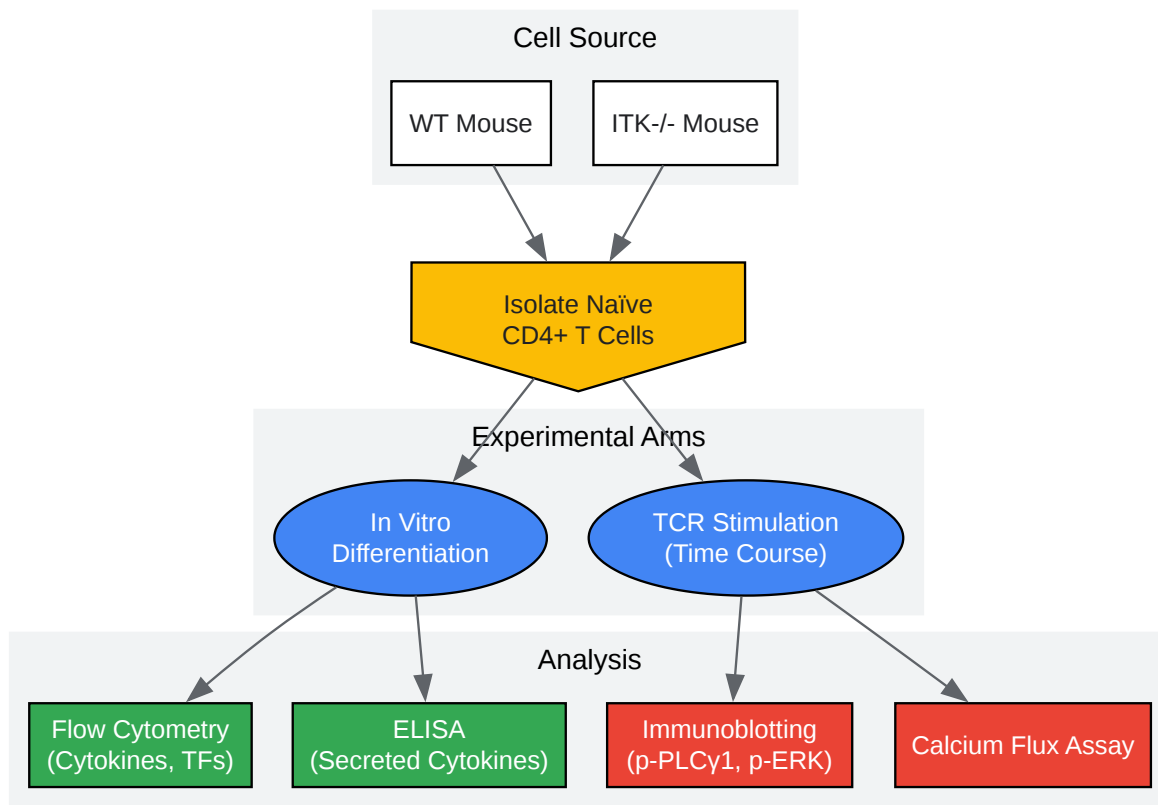 Cell Source
WT Mouse
ITK-/- Mouse
Isolate Naïve
CD4+ T Cells
Experimental Arms
In Vitro
Differentiation
TCR Stimulation
(Time Course)
Analysis
Flow Cytometry
(Cytokines, TFs)
ELISA
(Secreted Cytokines)
Immunoblotting
(p-PLCγ1, p-ERK)
Calcium Flux Assay